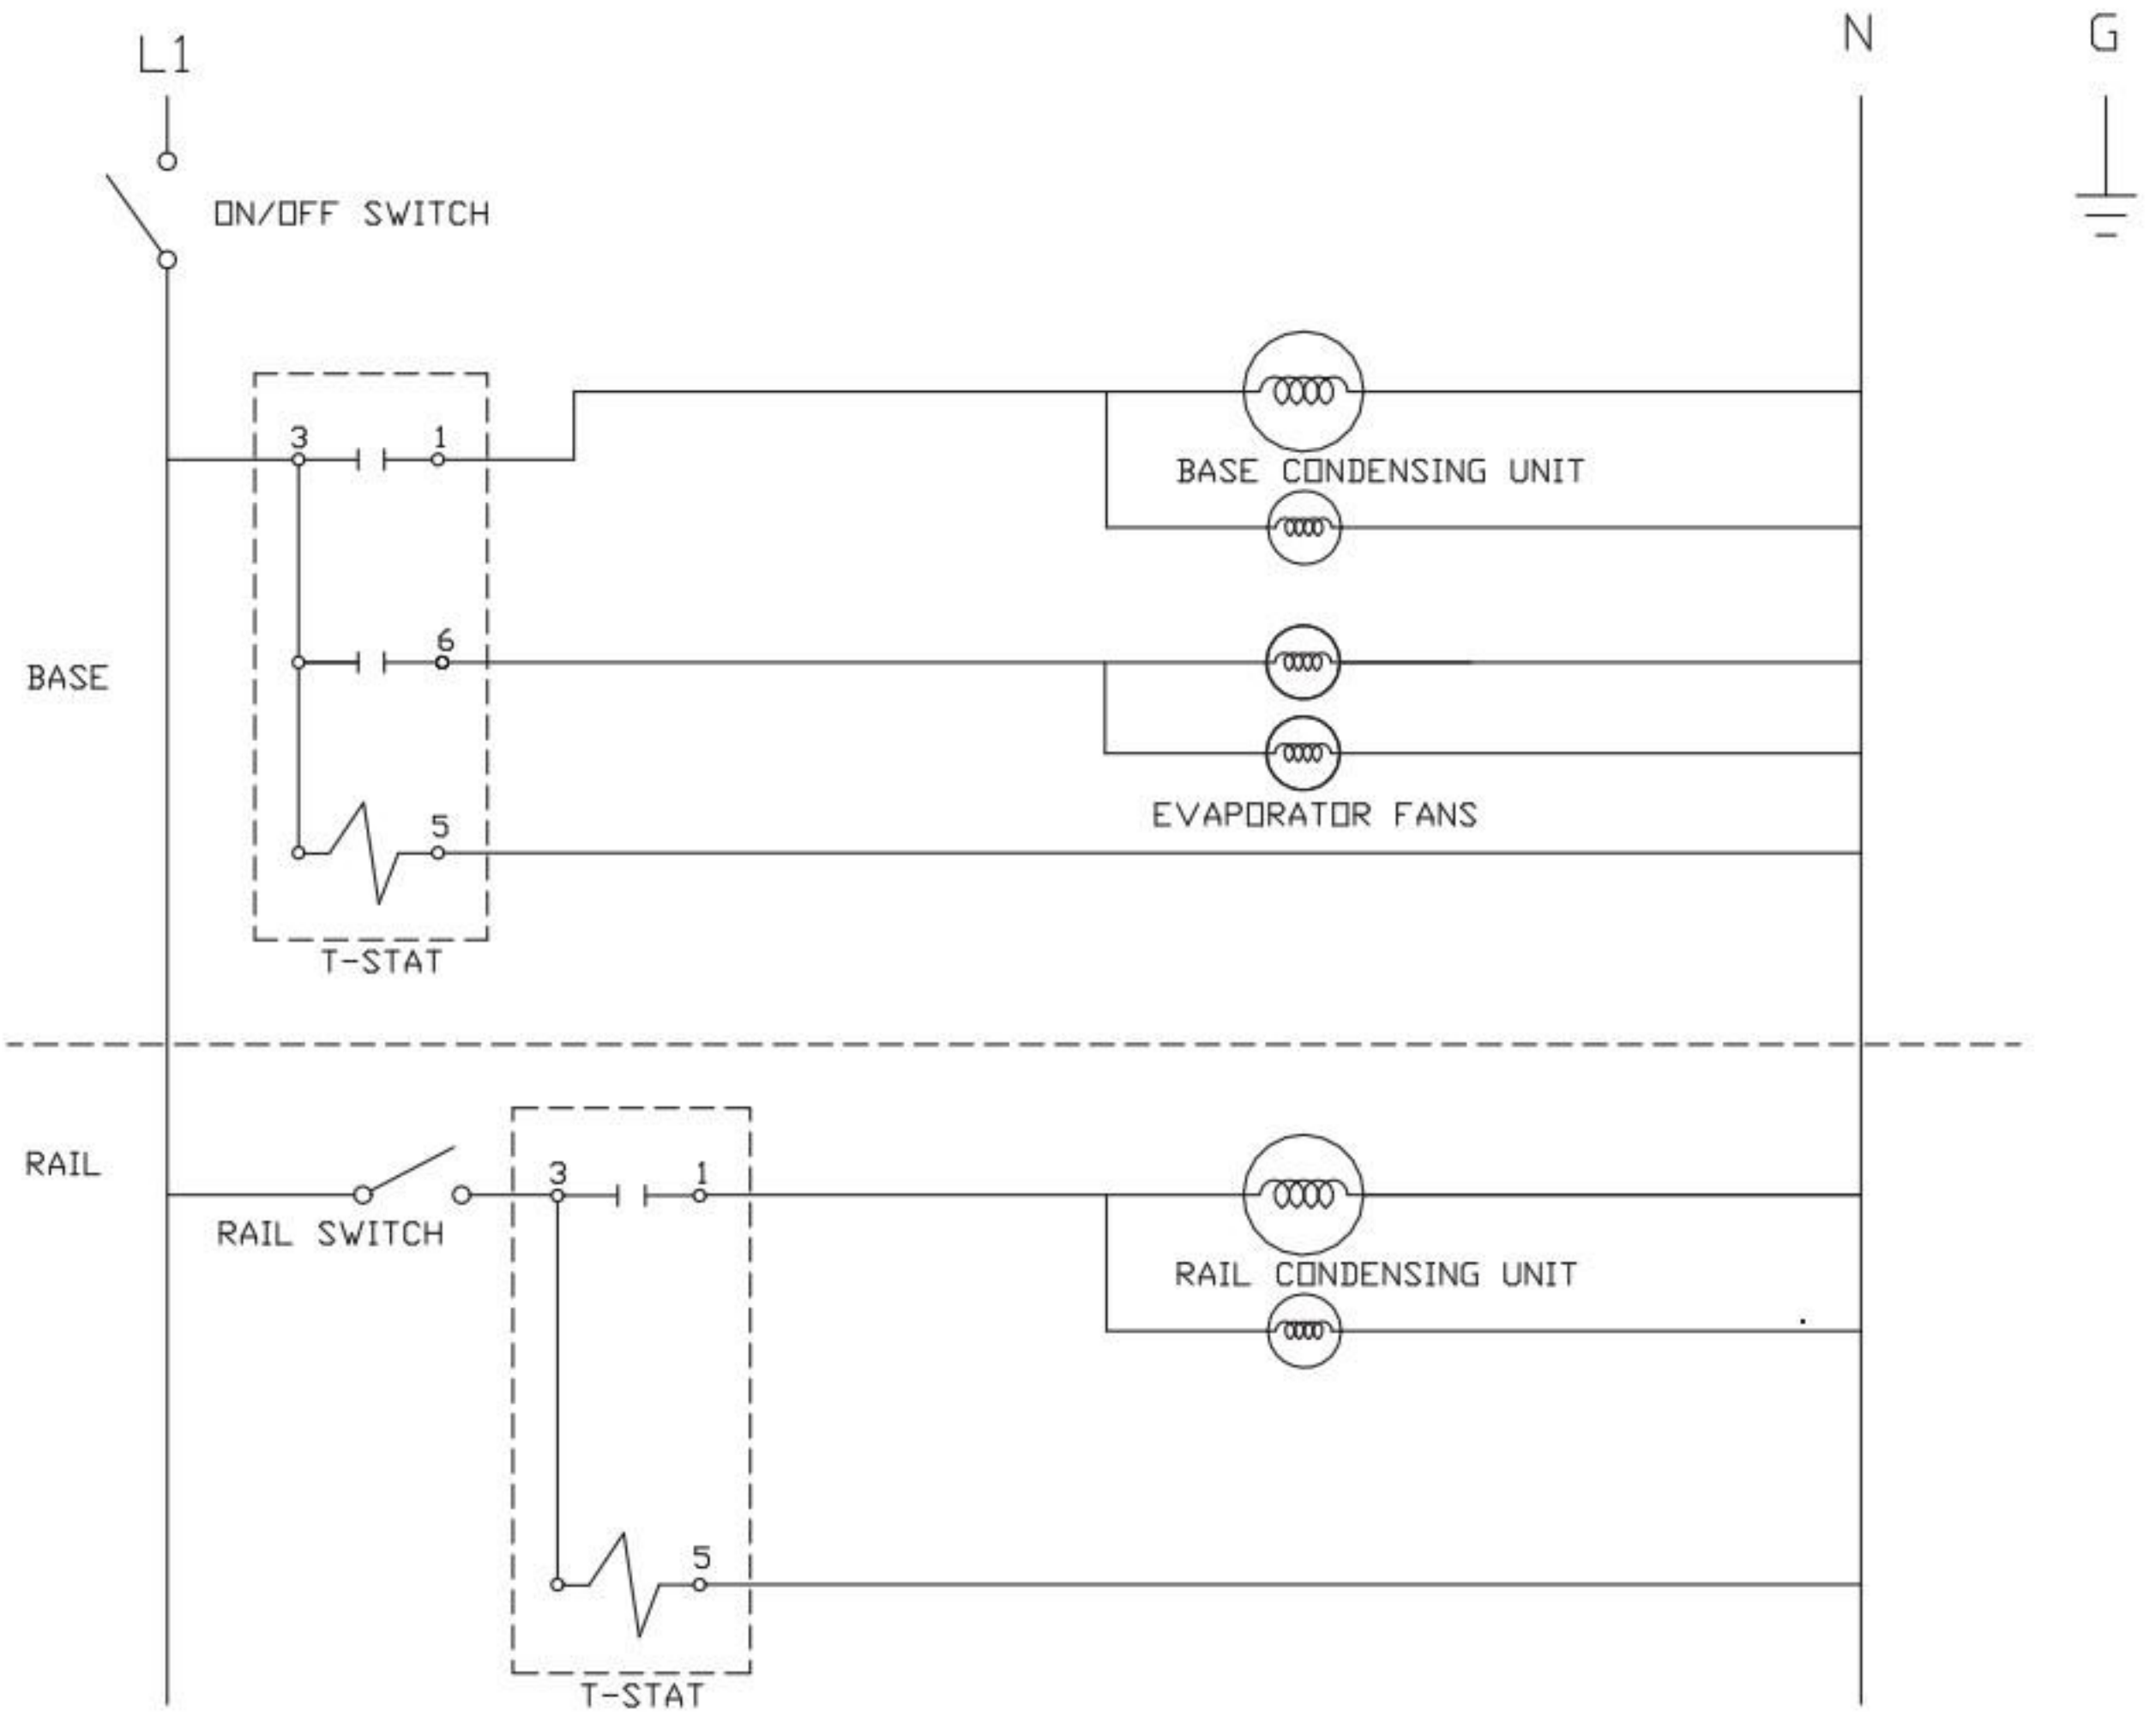 L1
N
G
ON/OFF SWITCH
3
1
BASE CONDENSING UNIT
6
BASE
EVAPORATOR FANS
5
T-STAT
RAIL
3
1
RAIL SWITCH
RAIL CONDENSING UNIT
5
T-STAT